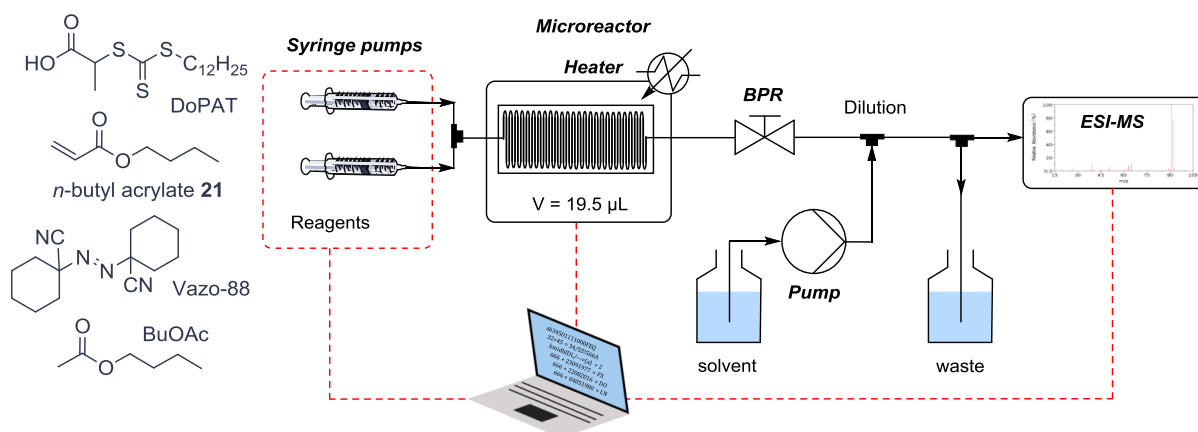 O
HO
S
S
C12H25
S
DoPAT
O
O
n-butyl acrylate 21
CN
N
N
CN
Vazo-88
O
O
BuOAc
Syringe pumps
Reagents
Microreactor
Heater
V = 19.5 µL
BPR
Dilution
Pump
solvent
waste
ESI-MS